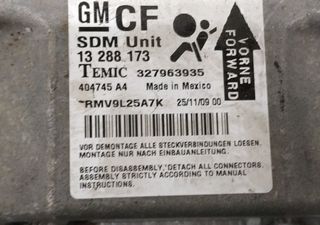 GM CF
SDM Unit
13 288 173
TEMIC 327963935
404745 A4 Made in Mexico
~RMV9L25A7K 25/11/09 00
VORNE
FORWARD
VOR DEMONTAGE ALLE STECKVERBINDUNGEN LOESEN.
MONTAGE NUR NACH EINBAUANLEITUNG.
BEFORE DISASSEMBLY DETACH ALL CONNECTORS.
ASSEMBLY STRICTLY ACCORDING TO MANUAL
INSTRUCTIONS.